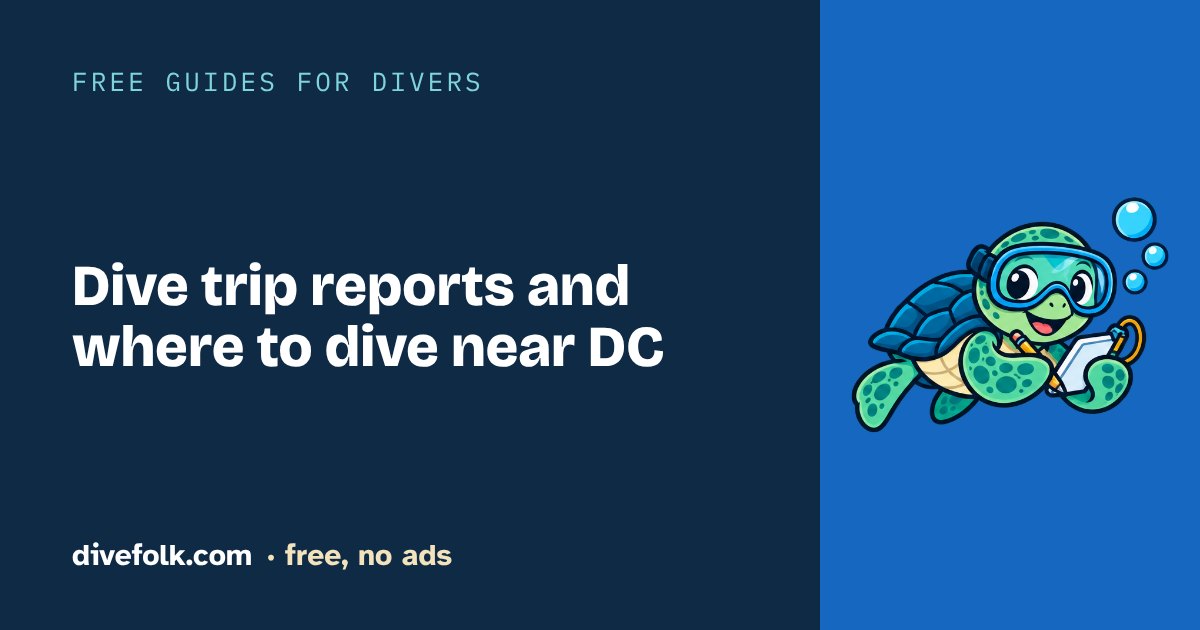 FREE GUIDES FOR DIVERS
Dive trip reports and
where to dive near DC
divefolk.com · free, no ads